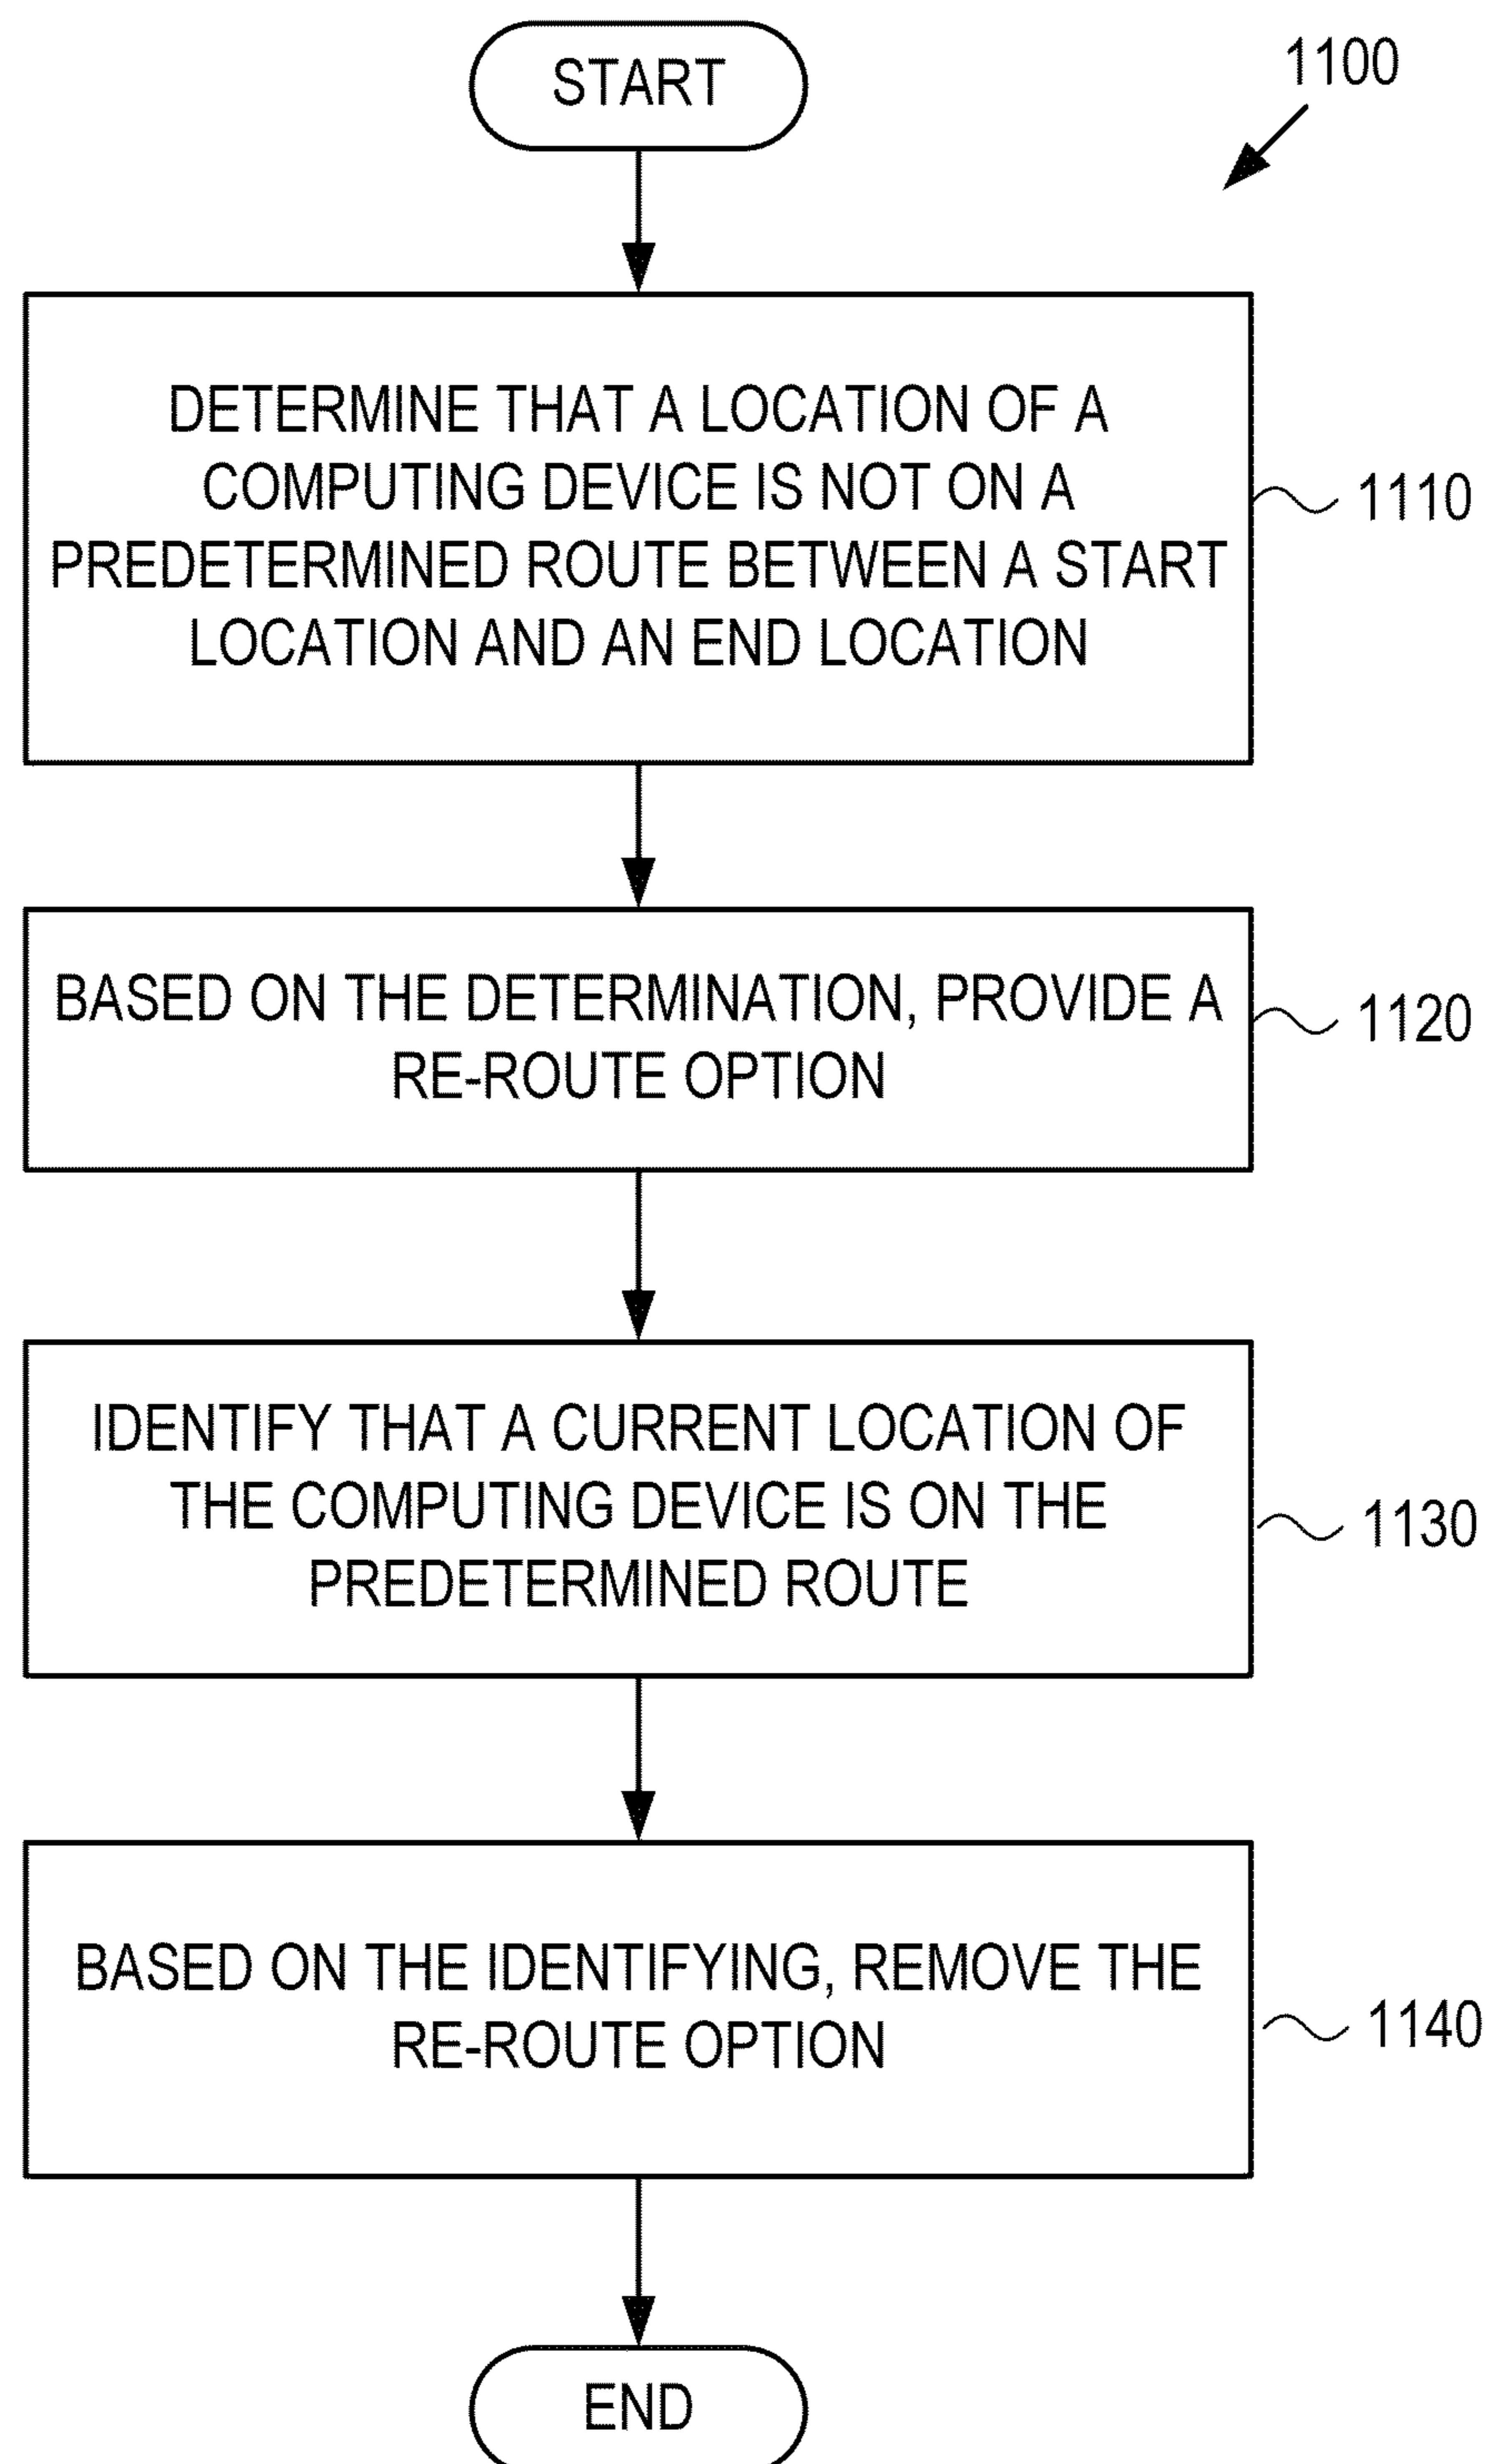 START
1100
DETERMINE THAT A LOCATION OF A
COMPUTING DEVICE IS NOT ON A
PREDETERMINED ROUTE BETWEEN A START
LOCATION AND AN END LOCATION
1110
BASED ON THE DETERMINATION, PROVIDE A
RE-ROUTE OPTION
1120
IDENTIFY THAT A CURRENT LOCATION OF
THE COMPUTING DEVICE IS ON THE
PREDETERMINED ROUTE
1130
BASED ON THE IDENTIFYING, REMOVE THE
RE-ROUTE OPTION
1140
END